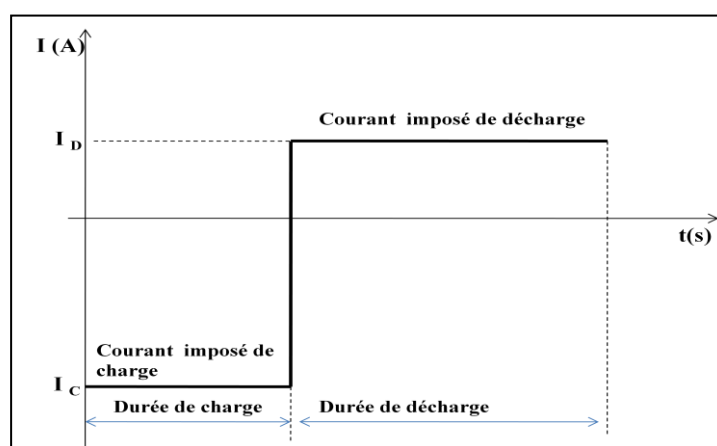 I (A)
Courant imposé de décharge
I D
t(s)
Courant imposé de
charge
I C
Durée de charge
Durée de décharge